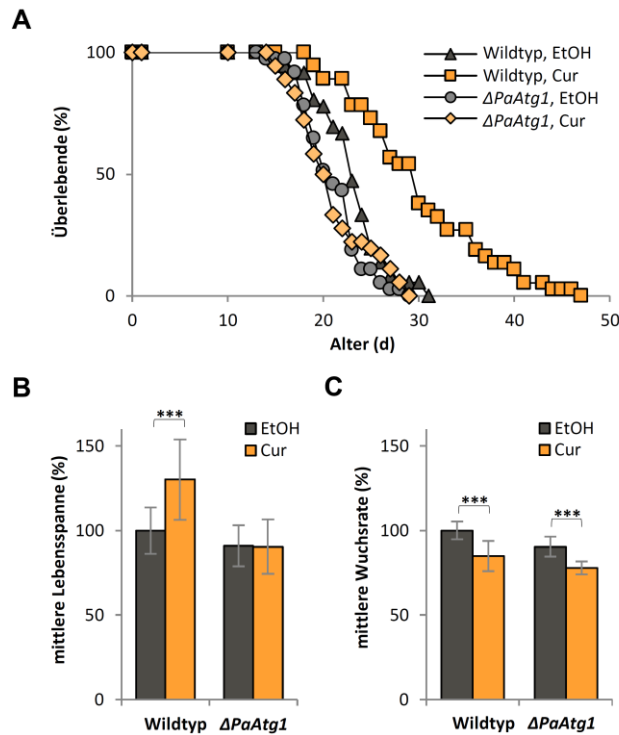 A
Überlebende (%)
100
50
0
0
10
20
30
40
50
Alter (d)
Wildtyp, EtOH
Wildtyp, Cur
ΔPaAtg1, EtOH
ΔPaAtg1, Cur
B
mittlere Lebensspanne (%)
150
100
50
0
***
EtOH
Cur
Wildtyp
ΔPaAtg1
C
mittlere Wuchsrate (%)
150
100
50
0
EtOH
Cur
***
***
Wildtyp
ΔPaAtg1